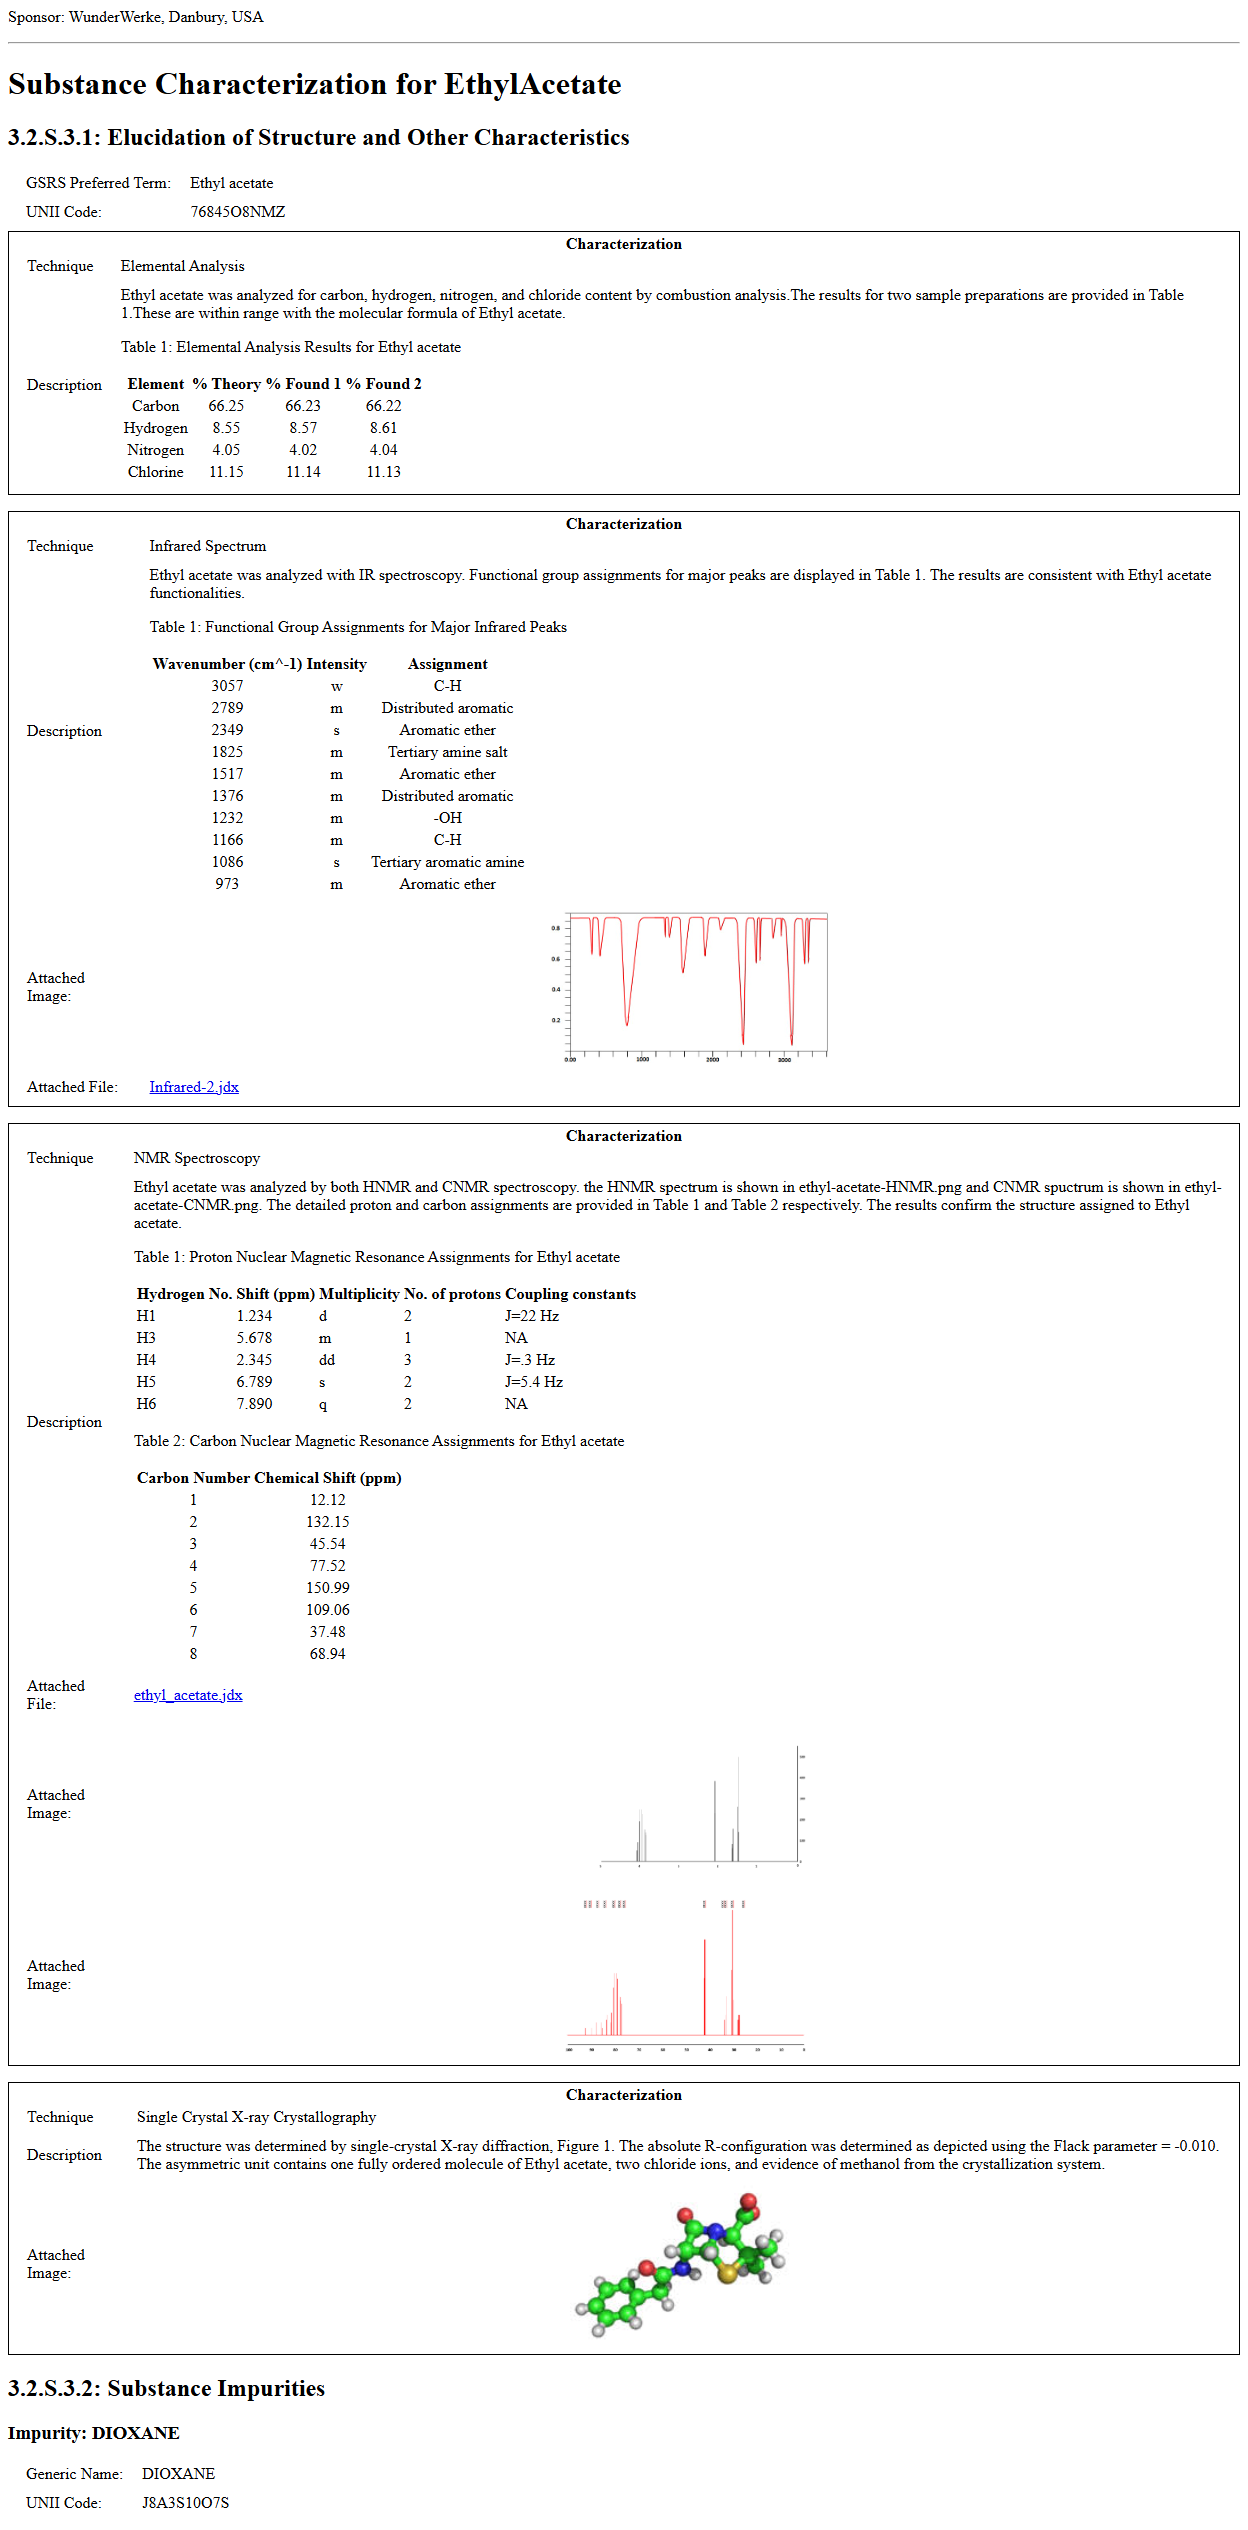 Sponsor: WunderWerke, Danbury, USA
Substance Characterization for EthylAcetate
3.2.S.3.1: Elucidation of Structure and Other Characteristics
GSRS Preferred Term: Ethyl acetate
UNII Code: 76845O8NMZ
Characterization
Technique Elemental Analysis
Ethyl acetate was analyzed for carbon, hydrogen, nitrogen, and chloride content by combustion analysis.The results for two sample preparations are provided in Table
1.These are within range with the molecular formula of Ethyl acetate.
Table 1: Elemental Analysis Results for Ethyl acetate
Description
Element % Theory % Found 1 % Found 2
Carbon 66.25 66.23 66.22
Hydrogen 8.55 8.57 8.61
Nitrogen 4.05 4.02 4.04
Chlorine 11.15 11.14 11.13
Characterization
Technique Infrared Spectrum
Ethyl acetate was analyzed with IR spectroscopy. Functional group assignments for major peaks are displayed in Table 1. The results are consistent with Ethyl acetate
functionalities.
Table 1: Functional Group Assignments for Major Infrared Peaks
Description
Wavenumber (cm^-1) Intensity Assignment
3057 w C-H
2789 m Distributed aromatic
2349 s Aromatic ether
1825 m Tertiary amine salt
1517 m Aromatic ether
1376 m Distributed aromatic
1232 m -OH
1166 m C-H
1086 s Tertiary aromatic amine
973 m Aromatic ether
Attached
Image:
0.8
0.6
0.4
0.2
0.00 1000 2000 3000
Attached File: Infrared-2.jdx
Characterization
Technique NMR Spectroscopy
Ethyl acetate was analyzed by both HNMR and CNMR spectroscopy. the HNMR spectrum is shown in ethyl-acetate-HNMR.png and CNMR spuctrum is shown in ethyl-
acetate-CNMR.png. The detailed proton and carbon assignments are provided in Table 1 and Table 2 respectively. The results confirm the structure assigned to Ethyl
acetate.
Table 1: Proton Nuclear Magnetic Resonance Assignments for Ethyl acetate
Hydrogen No. Shift (ppm) Multiplicity No. of protons Coupling constants
H1 1.234 d 2 J=22 Hz
H3 5.678 m 1 NA
H4 2.345 dd 3 J=.3 Hz
H5 6.789 s 2 J=5.4 Hz
H6 7.890 q 2 NA
Description
Table 2: Carbon Nuclear Magnetic Resonance Assignments for Ethyl acetate
Carbon Number Chemical Shift (ppm)
1 12.12
2 132.15
3 45.54
4 77.52
5 150.99
6 109.06
7 37.48
8 68.94
Attached
File:
ethyl_acetate.jdx
Attached
Image:
Attached
Image:
Characterization
Technique Single Crystal X-ray Crystallography
Description
The structure was determined by single-crystal X-ray diffraction, Figure 1. The absolute R-configuration was determined as depicted using the Flack parameter = -0.010.
The asymmetric unit contains one fully ordered molecule of Ethyl acetate, two chloride ions, and evidence of methanol from the crystallization system.
Attached
Image:
3.2.S.3.2: Substance Impurities
Impurity: DIOXANE
Generic Name: DIOXANE
UNII Code: J8A3S10O7S